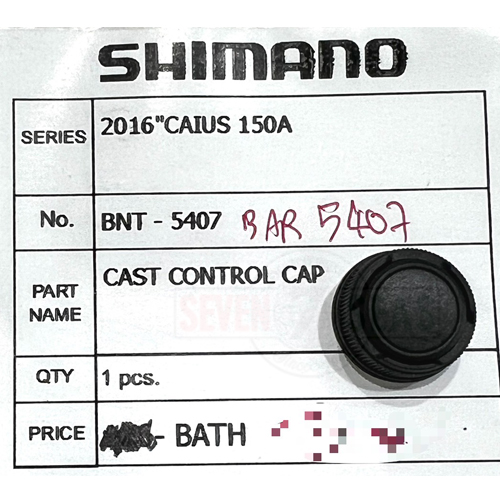 SHIMANO
SERIES 2016"CAIUS 150A
No. BNT - 5407 BAR 5407
PART NAME CAST CONTROL CAP
SEVEN
QTY 1 pcs.
PRICE - BATH